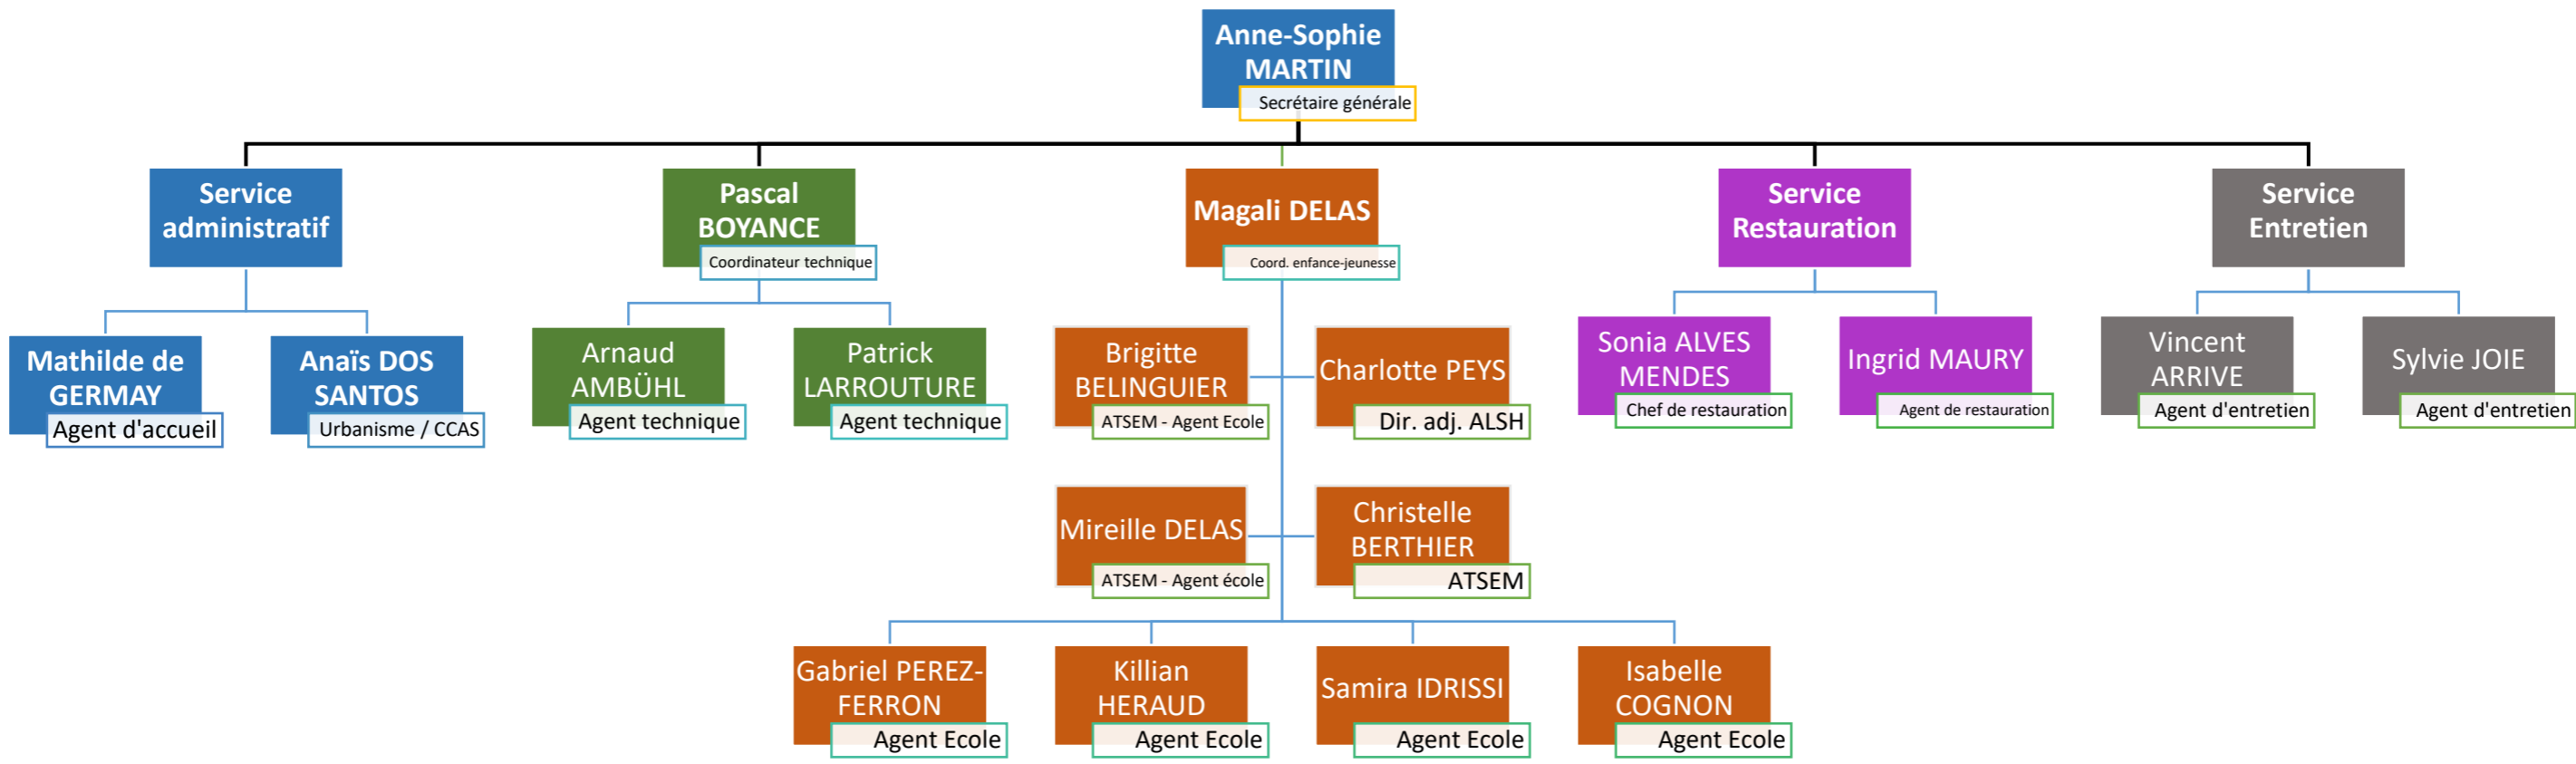 Anne-Sophie
MARTIN
Secrétaire générale
Service
administratif
Pascal
BOYANCE
Coordinateur technique
Magali DELAS
Coord. enfance-jeunesse
Service
Restauration
Service
Entretien
Mathilde de
GERMAY
Agent d'accueil
Anaïs DOS
SANTOS
Urbanisme / CCAS
Arnaud
AMBÜHL
Agent technique
Patrick
LARROUTURE
Agent technique
Brigitte
BELINGUIER
ATSEM - Agent Ecole
Charlotte PEYS
Dir. adj. ALSH
Sonia ALVES
MENDES
Chef de restauration
Ingrid MAURY
Agent de restauration
Vincent
ARRIVE
Agent d'entretien
Sylvie JOIE
Agent d'entretien
Mireille DELAS
ATSEM - Agent école
Christelle
BERTHIER
ATSEM
Gabriel PEREZ-
FERRON
Agent Ecole
Killian
HERAUD
Agent Ecole
Samira IDRISSI
Agent Ecole
Isabelle
COGNON
Agent Ecole